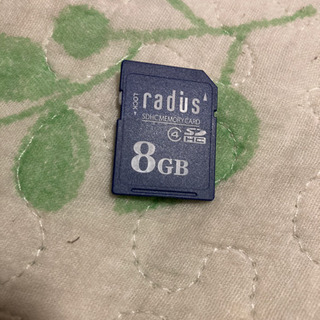 radius
LOCK
SDHC MEMORY CARD
4 SD HC
8GB